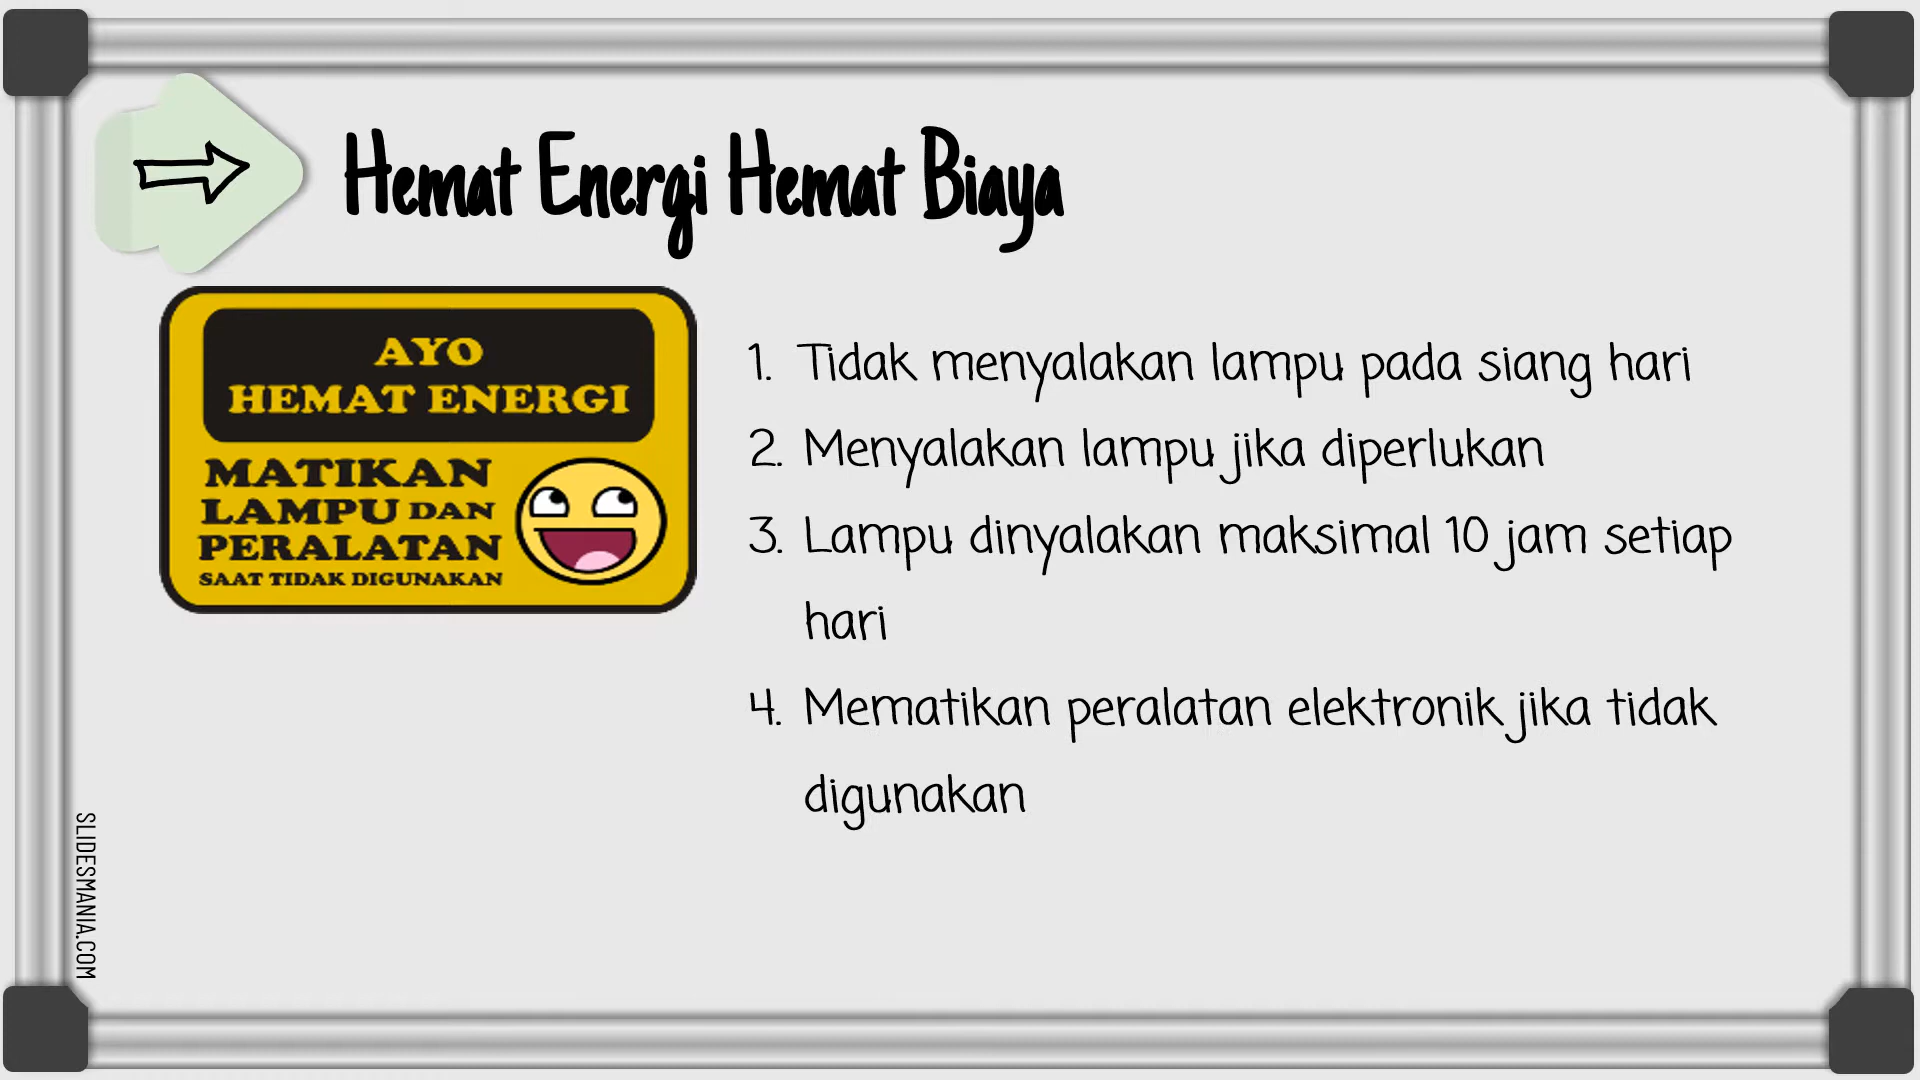 Hemat Energi Hemat Biaya
AYO
HEMAT ENERGI
MATIKAN
LAMPU DAN
PERALATAN
SAAT TIDAK DIGUNAKAN
1. Tidak menyalakan lampu pada siang hari
2. Menyalakan lampu jika diperlukan
3. Lampu dinyalakan maksimal 10 jam setiap
hari
4. Mematikan peralatan elektronik jika tidak
digunakan
SLIDESMANIA.COM